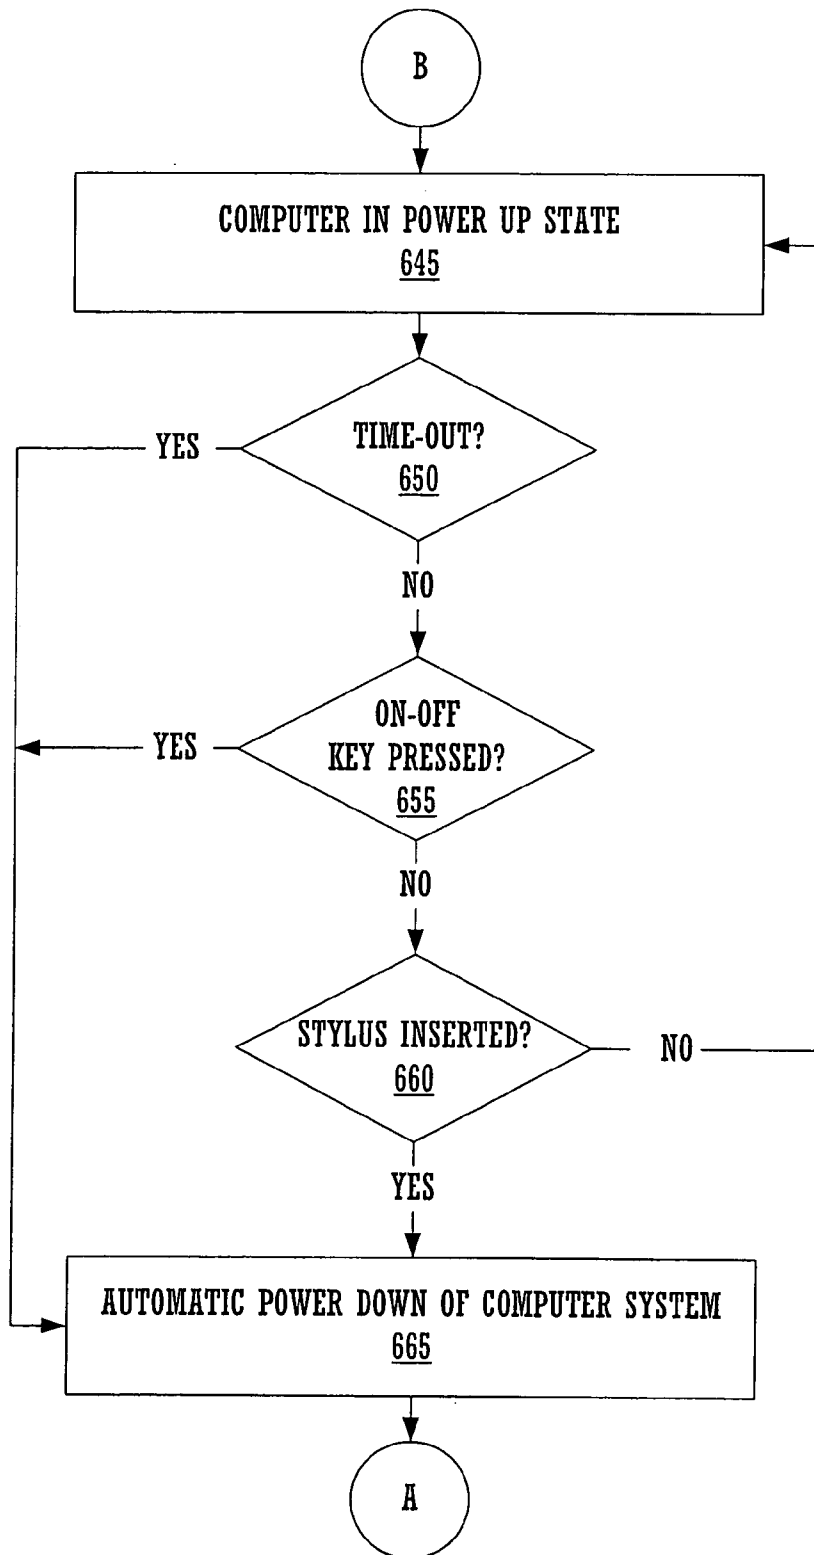 B
COMPUTER IN POWER UP STATE
645
TIME-OUT?
650
YES
NO
ON-OFF
KEY PRESSED?
655
YES
NO
STYLUS INSERTED?
660
NO
YES
AUTOMATIC POWER DOWN OF COMPUTER SYSTEM
665
A